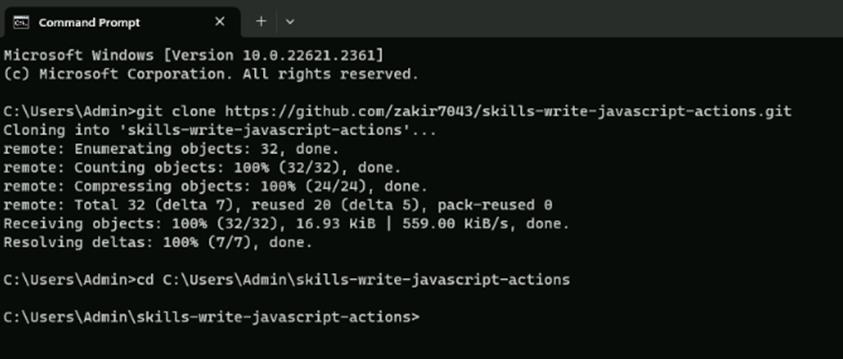 Command Prompt
Microsoft Windows [Version 10.0.22621.2361]
(c) Microsoft Corporation. All rights reserved.
C:\Users\Admin>git clone https://github.com/zakir7043/skills-write-javascript-actions.git
Cloning into 'skills-write-javascript-actions'...
remote: Enumerating objects: 32, done.
remote: Counting objects: 100% (32/32), done.
remote: Compressing objects: 100% (24/24), done.
remote: Total 32 (delta 7), reused 20 (delta 5), pack-reused 0
Receiving objects: 100% (32/32), 16.93 KiB | 559.00 KiB/s, done.
Resolving deltas: 100% (7/7), done.
C:\Users\Admin>cd C:\Users\Admin\skills-write-javascript-actions
C:\Users\Admin\skills-write-javascript-actions>